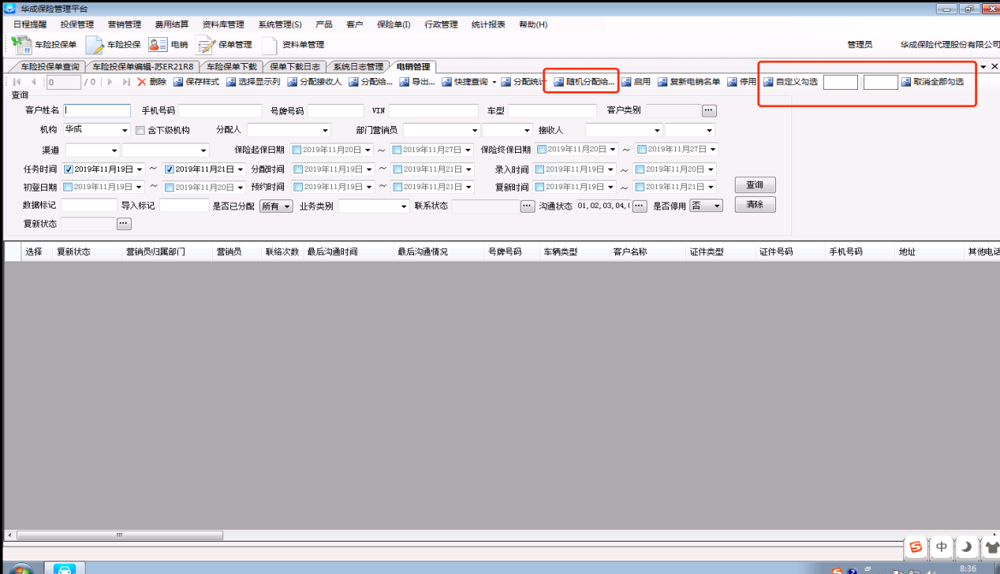 华成保险管理平台
日程提醒 投保管理 营销管理 费用结算 资料库管理 系统管理(S) 产品 客户 保险单(I) 行政管理 统计报表 帮助(H)
车险投保单 车险投保 电销 保单管理 资料单管理 管理员 华成保险代理股份有限公司
车险投保单查询 车险投保单编辑-苏ER21R8 车险保单下载 保单下载日志 系统日志管理 电销管理
0 / 0 删除 保存样式 选择显示列 分配接收人 分配给... 导出... 快捷查询 分配统计 随机分配给... 启用 复新电销名单 停用 自定义勾选 取消全部勾选
查询
客户姓名 手机号码 号牌号码 VIN 车型 客户类别 ...
机构 华成 含下级机构 分配人 部门营销员 接收人
渠道 保险起保日期 2019年11月20日 ～ 2019年11月27日 保险终保日期 2019年11月20日 ～ 2019年11月27日
任务时间 2019年11月19日 ～ 2019年11月21日 分酿时间 2019年11月19日 ～ 2019年11月21日 录入时间 2019年11月19日 ～ 2019年11月20日
初登日期 2019年11月19日 ～ 2019年11月20日 预约时间 2019年11月19日 ～ 2019年11月21日 复新时间 2019年11月19日 ～ 2019年11月21日 查询
数据标记 导入标记 是否已分配 所有 业务类别 联系状态 ... 沟通状态 01,02,03,04,( ... 是否停用 否 清除
复新状态 ...
选择 复新状态 营销员归属部门 营销员 联络次数 最后沟通时间 最后沟通情况 号牌号码 车辆类型 客户名称 证件类型 证件号码 手机号码 地址 其他电话
中
8:36